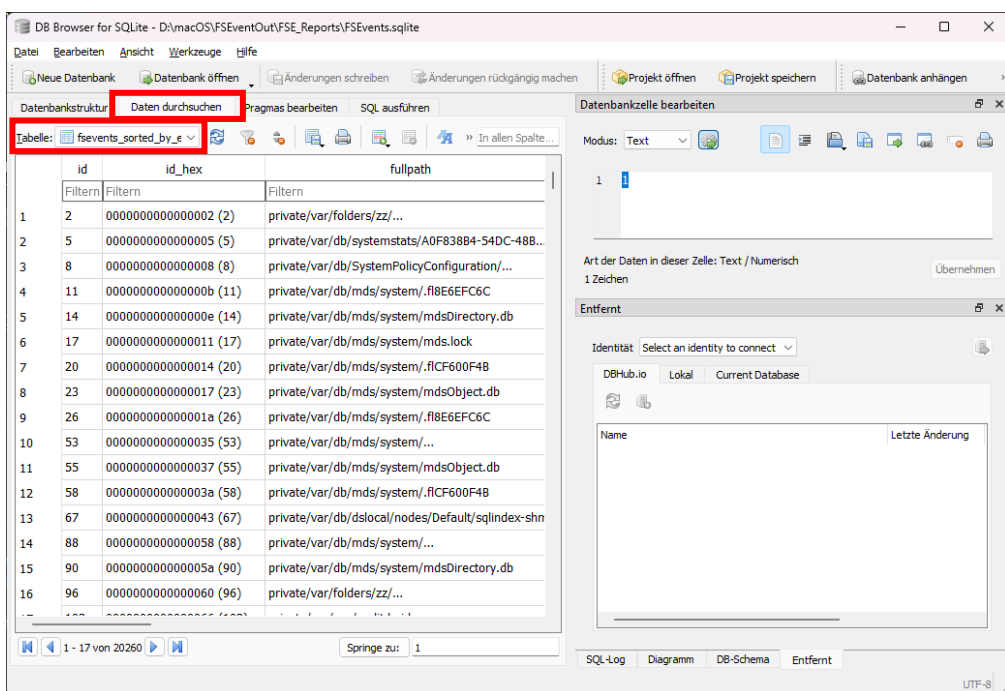 DB Browser for SQLite - D:\macOS\FSEventOut\FSE_Reports\FSEvents.sqlite
Datei Bearbeiten Ansicht Werkzeuge Hilfe
Neue Datenbank Datenbank öffnen Änderungen schreiben Änderungen rückgängig machen Projekt öffnen Projekt speichern Datenbank anhängen
Datenbankstruktur Daten durchsuchen Pragmas bearbeiten SQL ausführen
Tabelle: fsevents_sorted_by_e » In allen Spalte...
id id_hex fullpath
Filtern Filtern Filtern
1 2 0000000000000002 (2) private/var/folders/zz/...
2 5 0000000000000005 (5) private/var/db/systemstats/A0F838B4-54DC-48B...
3 8 0000000000000008 (8) private/var/db/SystemPolicyConfiguration/...
4 11 000000000000000b (11) private/var/db/mds/system/.fl8E6EFC6C
5 14 000000000000000e (14) private/var/db/mds/system/mdsDirectory.db
6 17 0000000000000011 (17) private/var/db/mds/system/mds.lock
7 20 0000000000000014 (20) private/var/db/mds/system/.flCF600F4B
8 23 0000000000000017 (23) private/var/db/mds/system/mdsObject.db
9 26 000000000000001a (26) private/var/db/mds/system/.fl8E6EFC6C
10 53 0000000000000035 (53) private/var/db/mds/system/...
11 55 0000000000000037 (55) private/var/db/mds/system/mdsObject.db
12 58 000000000000003a (58) private/var/db/mds/system/.flCF600F4B
13 67 0000000000000043 (67) private/var/db/dslocal/nodes/Default/sqlindex-shm
14 88 0000000000000058 (88) private/var/db/mds/system/...
15 90 000000000000005a (90) private/var/db/mds/system/mdsDirectory.db
16 96 0000000000000060 (96) private/var/folders/zz/...
1 - 17 von 20260 Springe zu: 1
Datenbankzelle bearbeiten
Modus: Text
1 1
Art der Daten in dieser Zelle: Text / Numerisch
1 Zeichen
Übernehmen
Entfernt
Identität Select an identity to connect
DBHub.io Lokal Current Database
Name Letzte Änderung
SQL-Log Diagramm DB-Schema Entfernt
UTF-8